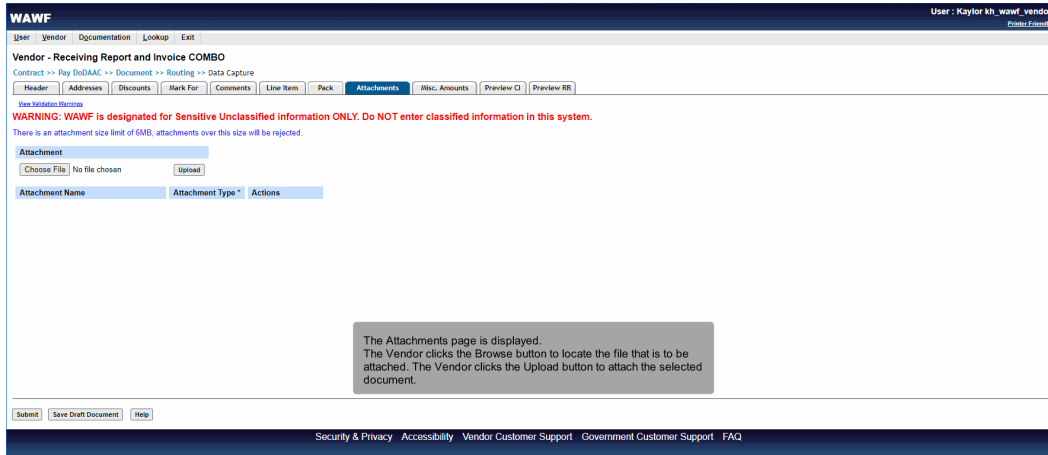 WAWF
User : Kaylor kh_wawf_vendo
Printer Friendl
User Vendor Documentation Lookup Exit
Vendor - Receiving Report and Invoice COMBO
Contract >> Pay DoDAAC >> Document >> Routing >> Data Capture
Header Addresses Discounts Mark For Comments Line Item Pack Attachments Misc. Amounts Preview CI Preview RR
View Validation Warnings
WARNING: WAWF is designated for Sensitive Unclassified information ONLY. Do NOT enter classified information in this system.
There is an attachment size limit of 6MB, attachments over this size will be rejected.
Attachment
Choose File No file chosen Upload
Attachment Name Attachment Type * Actions
The Attachments page is displayed.
The Vendor clicks the Browse button to locate the file that is to be
attached. The Vendor clicks the Upload button to attach the selected
document.
Submit Save Draft Document Help
Security & Privacy Accessibility Vendor Customer Support Government Customer Support FAQ